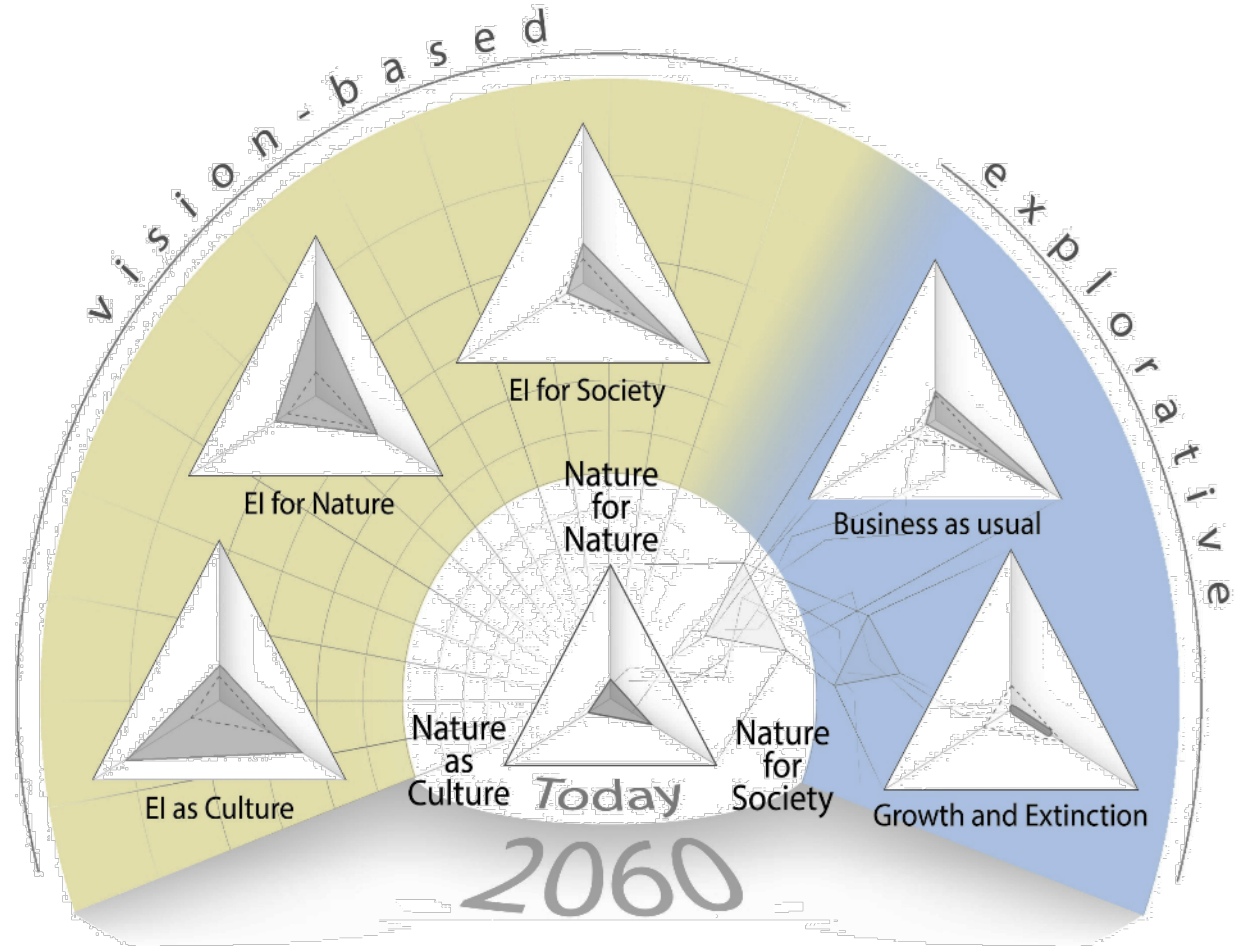 vision-based
explorative
EI for Society
EI for Nature
Nature
for
Nature
Business as usual
EI as Culture
Nature
as
Culture
Nature
for
Society
Today
Growth and Extinction
2060